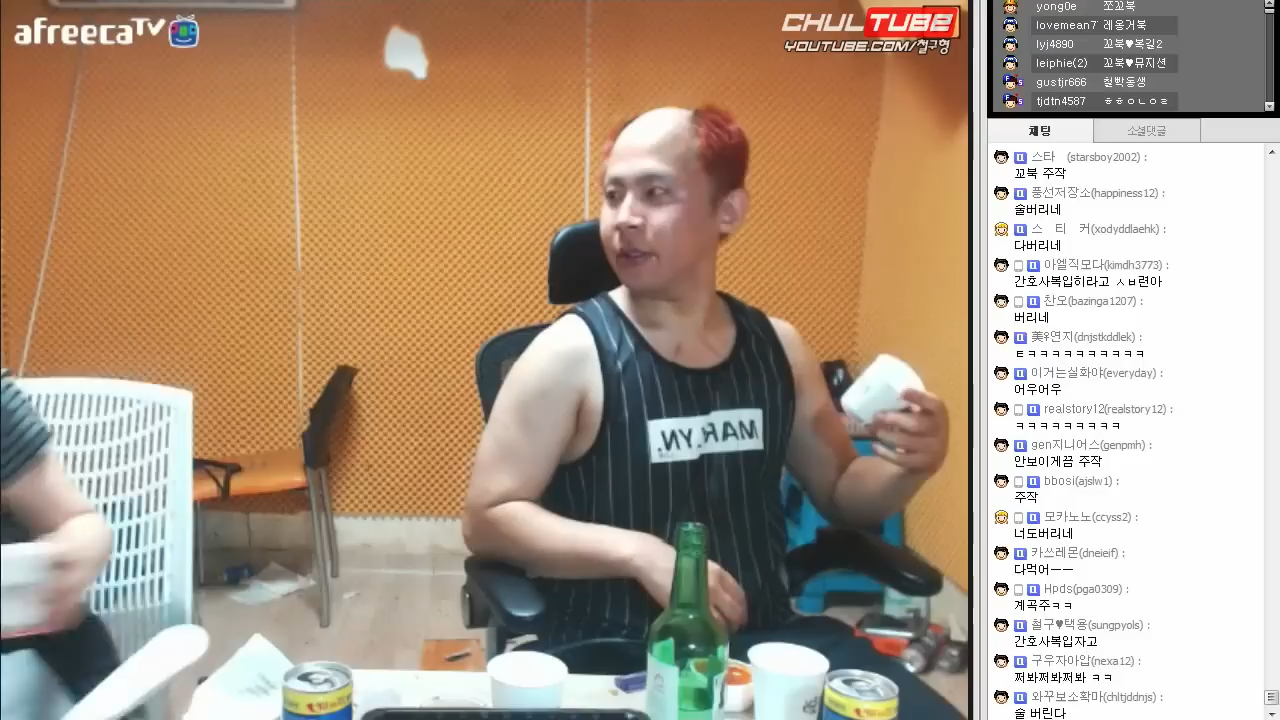 afreecaTV
CHULTUBE
YOUTUBE.COM/철구형
yong0e 쪼꼬북
lovemean7 레옹거북
lyj4890 꼬북♥복길2
leiphie(2) 꼬북♥뮤지션
gustjr666 현빡동생
tjdtn4587 ㅎㅎㅇㄴㅇㅎ
채팅 소셜댓글
스타 (starsboy2002) :
꼬북 주작
풍선저장소(happiness12) :
술버리네
스 티 커(xodyddlaehk) :
다버리네
아엘직모다(kimdh3773) :
간호사복입히라고 ㅅㅂ련아
찬오(bazinga1207) :
버리네
美♀연지(dnjstkddlek) :
ㅌㅋㅋㅋㅋㅋㅋㅋㅋㅋㅋ
이거는실화야(everyday) :
어우어우
realstory12(realstory12) :
ㅋㅋㅋㅋㅋㅋㅋㅋㅋ
gen지니어스(genpmh) :
안보이게끔 주작
bbosi(ajslw1) :
주작
모카노노(ccyss2) :
너도버리네
카쓰레몬(dneieif) :
다먹어ㅡㅡ
Hpds(pga0309) :
계곡주ㅋㅋ
철구♥택용(sungpyols) :
간호사복입자고
구우자아압(nexa12) :
쩌봐쩌봐쩌봐 ㅋㅋ
와꾸보소확마(chltjddnjs) :
술 버린다
MAR.YN.